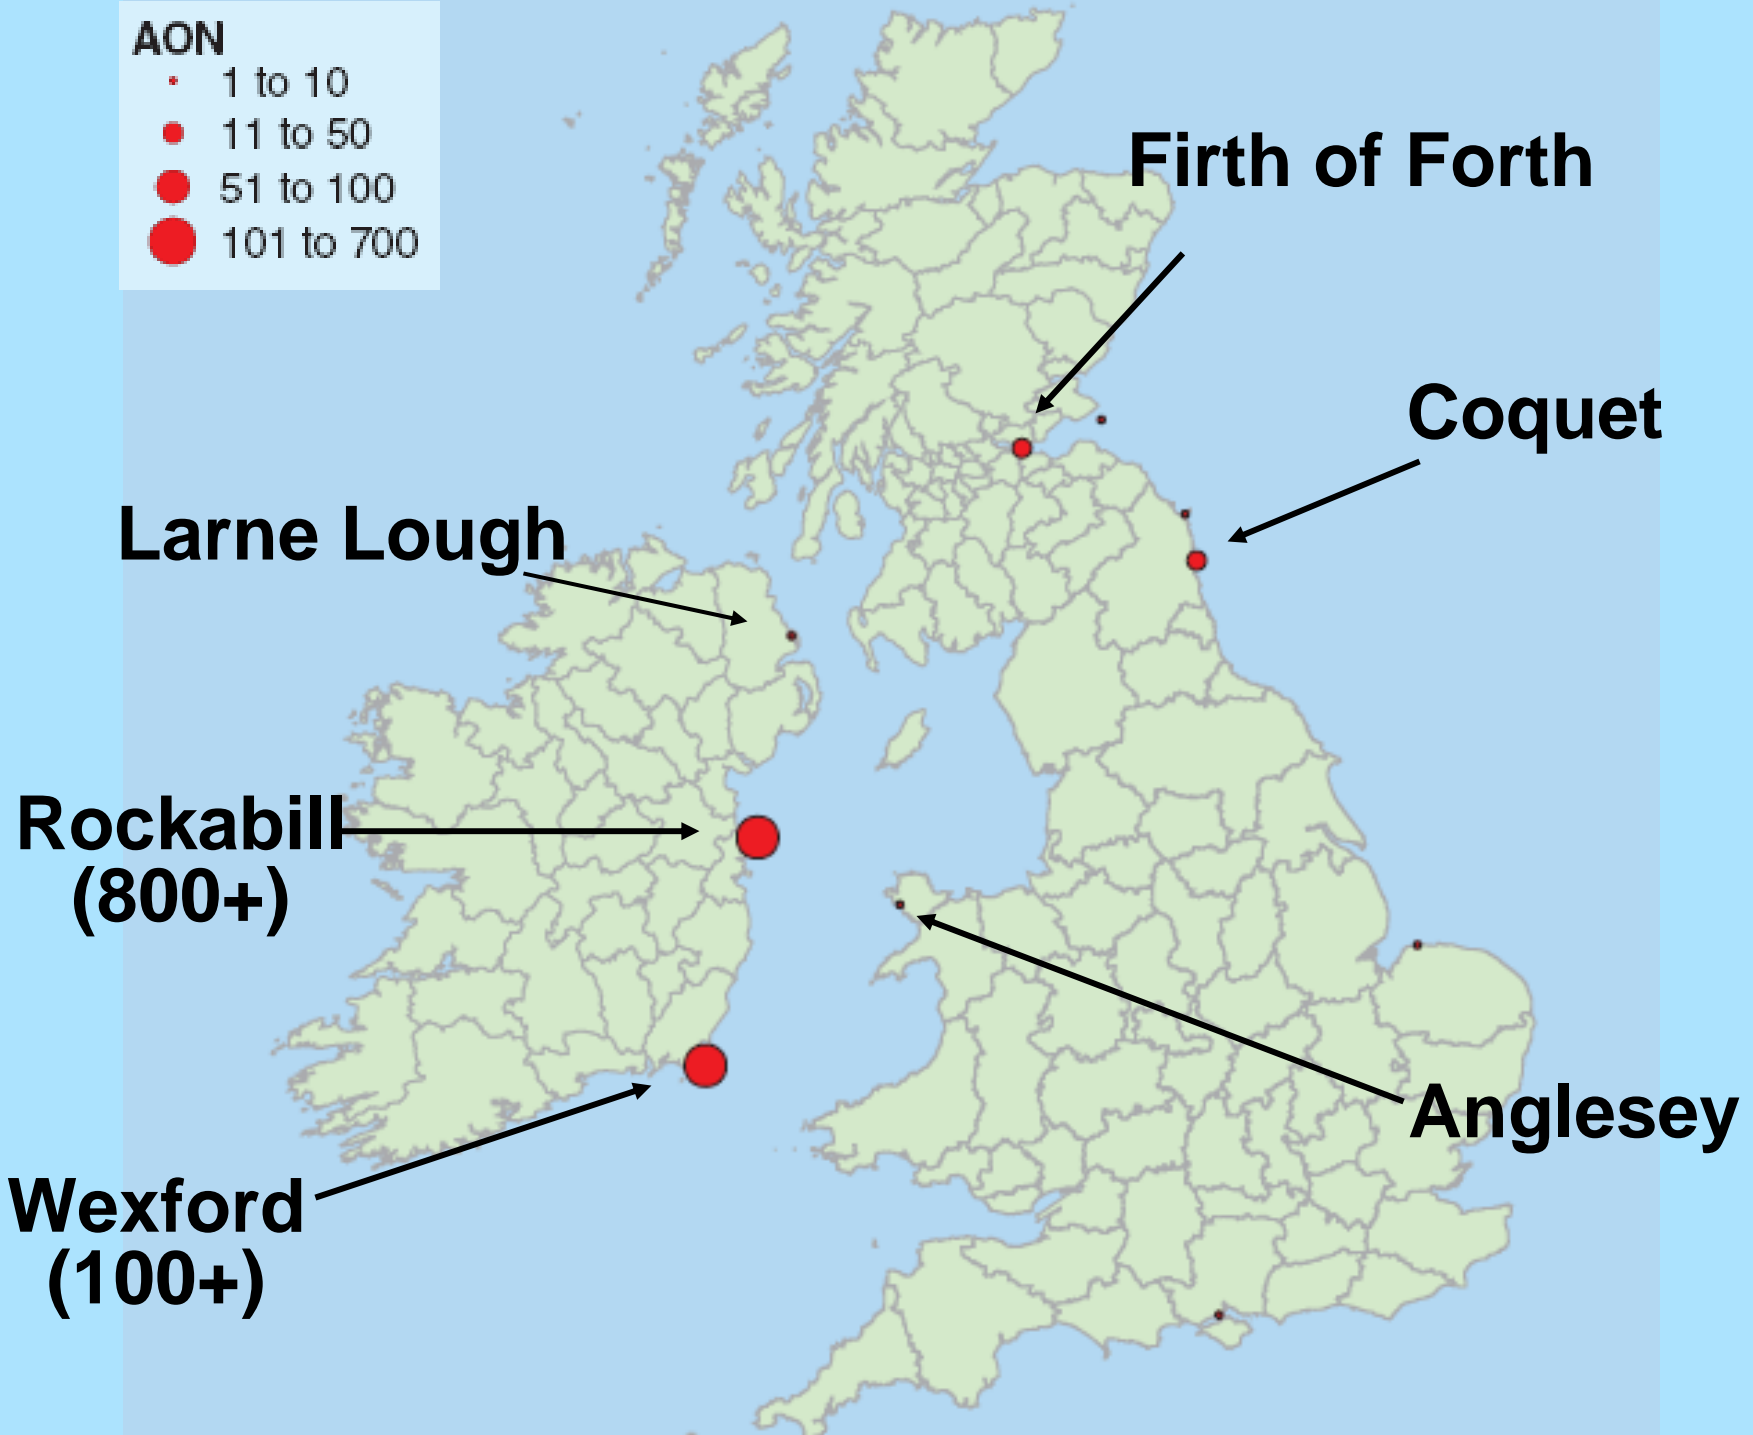 AON
1 to 10
11 to 50
51 to 100
101 to 700
Firth of Forth
Coquet
Larne Lough
Rockabill
(800+)
Anglesey
Wexford
(100+)